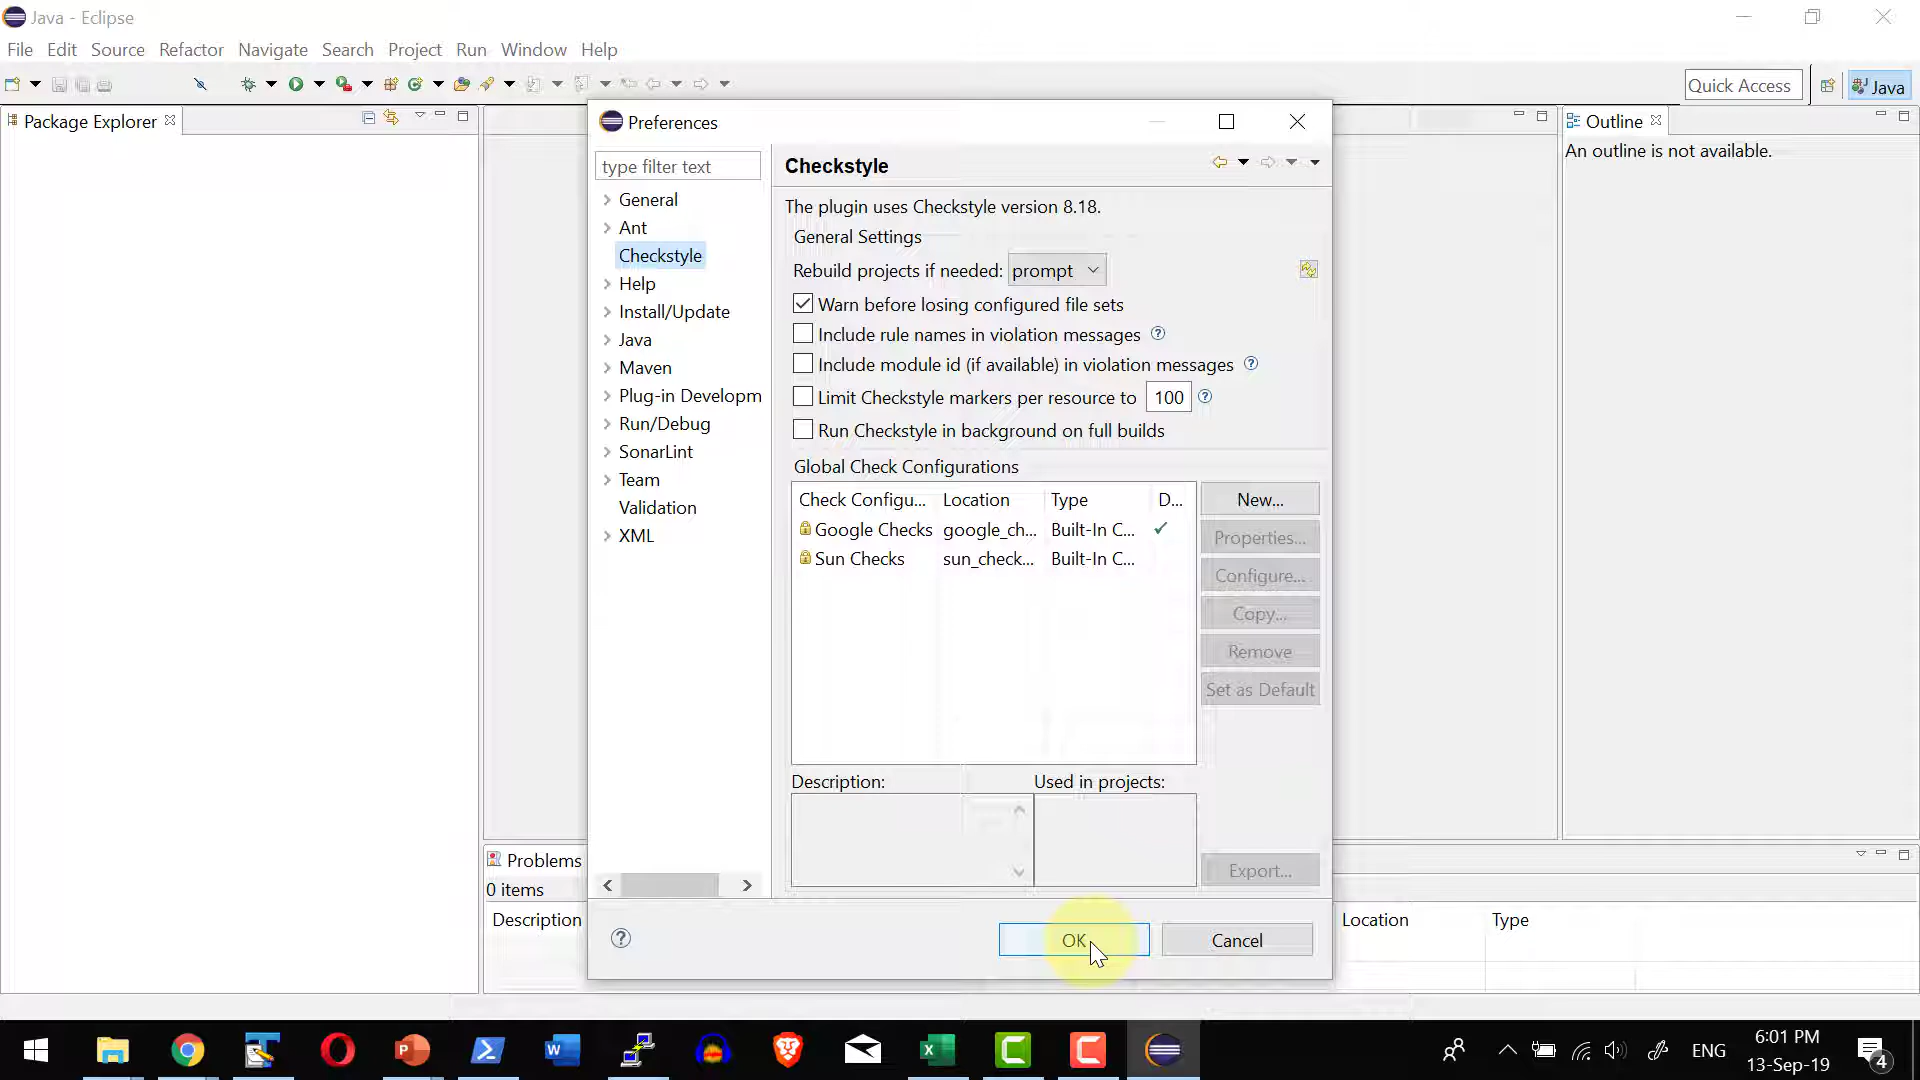 Java - Eclipse
File Edit Source Refactor Navigate Search Project Run Window Help
Quick Access
Java
Package Explorer
Outline
An outline is not available.
Preferences
type filter text
General
Ant
Checkstyle
Help
Install/Update
Java
Maven
Plug-in Developm
Run/Debug
SonarLint
Team
Validation
XML
Checkstyle
The plugin uses Checkstyle version 8.18.
General Settings
Rebuild projects if needed: prompt
Warn before losing configured file sets
Include rule names in violation messages
Include module id (if available) in violation messages
Limit Checkstyle markers per resource to 100
Run Checkstyle in background on full builds
Global Check Configurations
Check Configu... Location Type D...
Google Checks google_ch... Built-In C...
Sun Checks sun_check... Built-In C...
New...
Properties...
Configure...
Copy...
Remove
Set as Default
Description: Used in projects:
Export...
OK Cancel
Problems
0 items
Description Location Type
ENG
6:01 PM
13-Sep-19
4